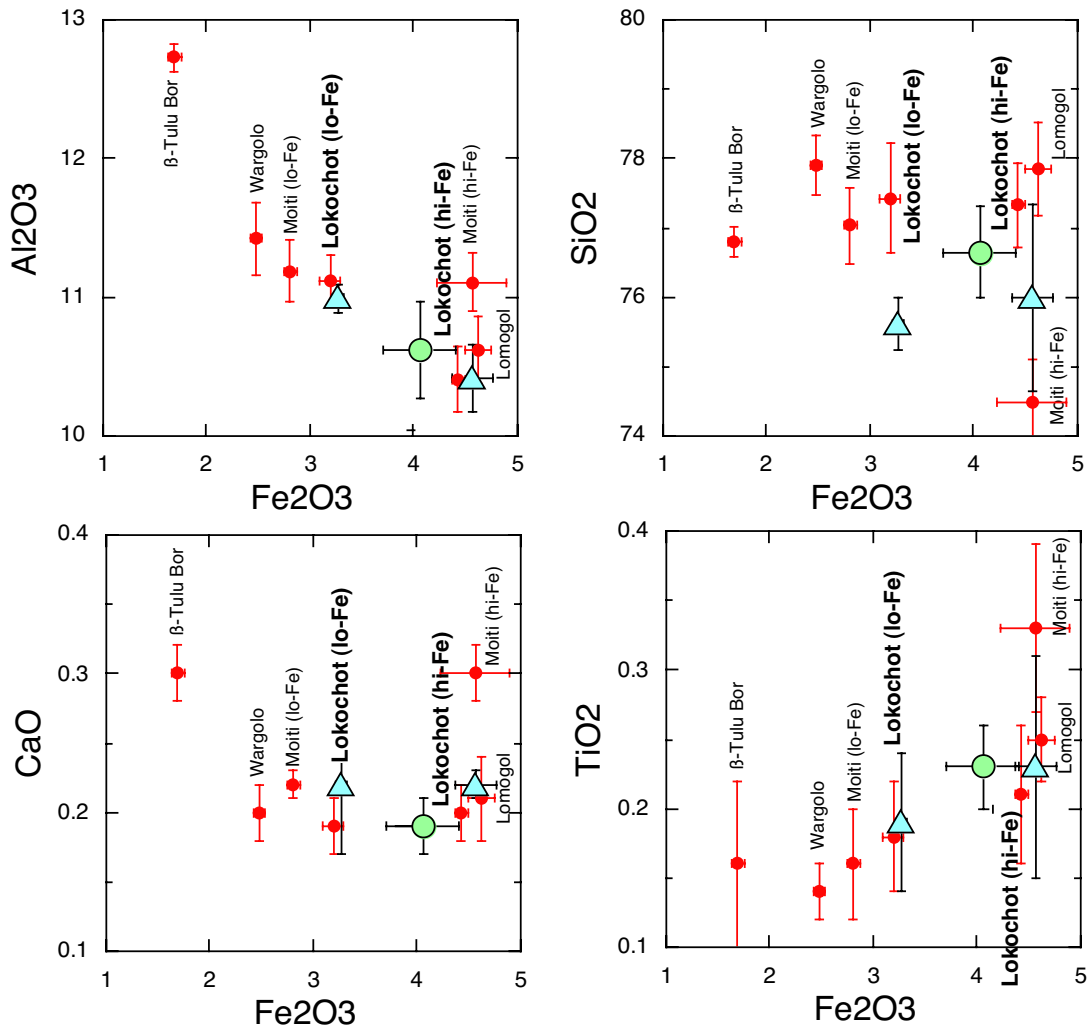 13
12
11
10
Al2O3
ß-Tulu Bor
Wargolo
Moiti (lo-Fe)
Lokochot (lo-Fe)
Lokochot (hi-Fe)
Moiti (hi-Fe)
Lomogol
1 2 3 4 5
Fe2O3
80
78
76
74
SiO2
ß-Tulu Bor
Wargolo
Moiti (lo-Fe)
Lokochot (lo-Fe)
Lokochot (hi-Fe)
Lomogol
Moiti (hi-Fe)
1 2 3 4 5
Fe2O3
0.4
0.3
0.2
0.1
CaO
ß-Tulu Bor
Wargolo
Moiti (lo-Fe)
Lokochot (lo-Fe)
Lokochot (hi-Fe)
Moiti (hi-Fe)
Lomogol
1 2 3 4 5
Fe2O3
0.4
0.3
0.2
0.1
TiO2
ß-Tulu Bor
Wargolo
Moiti (lo-Fe)
Lokochot (lo-Fe)
Lokochot (hi-Fe)
Moiti (hi-Fe)
Lomogol
1 2 3 4 5
Fe2O3